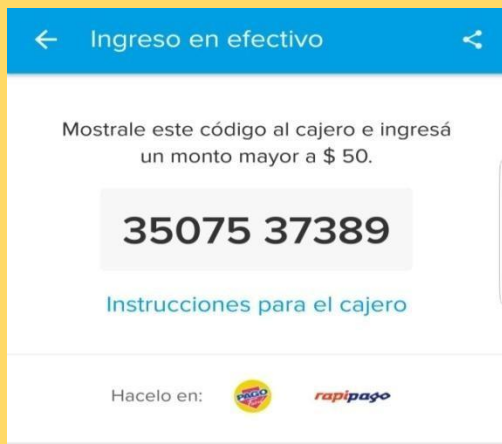 Ingreso en efectivo
Mostrale este código al cajero e ingresá
un monto mayor a $ 50.
35075 37389
Instrucciones para el cajero
Hacelo en: PAGO fácil rapipago